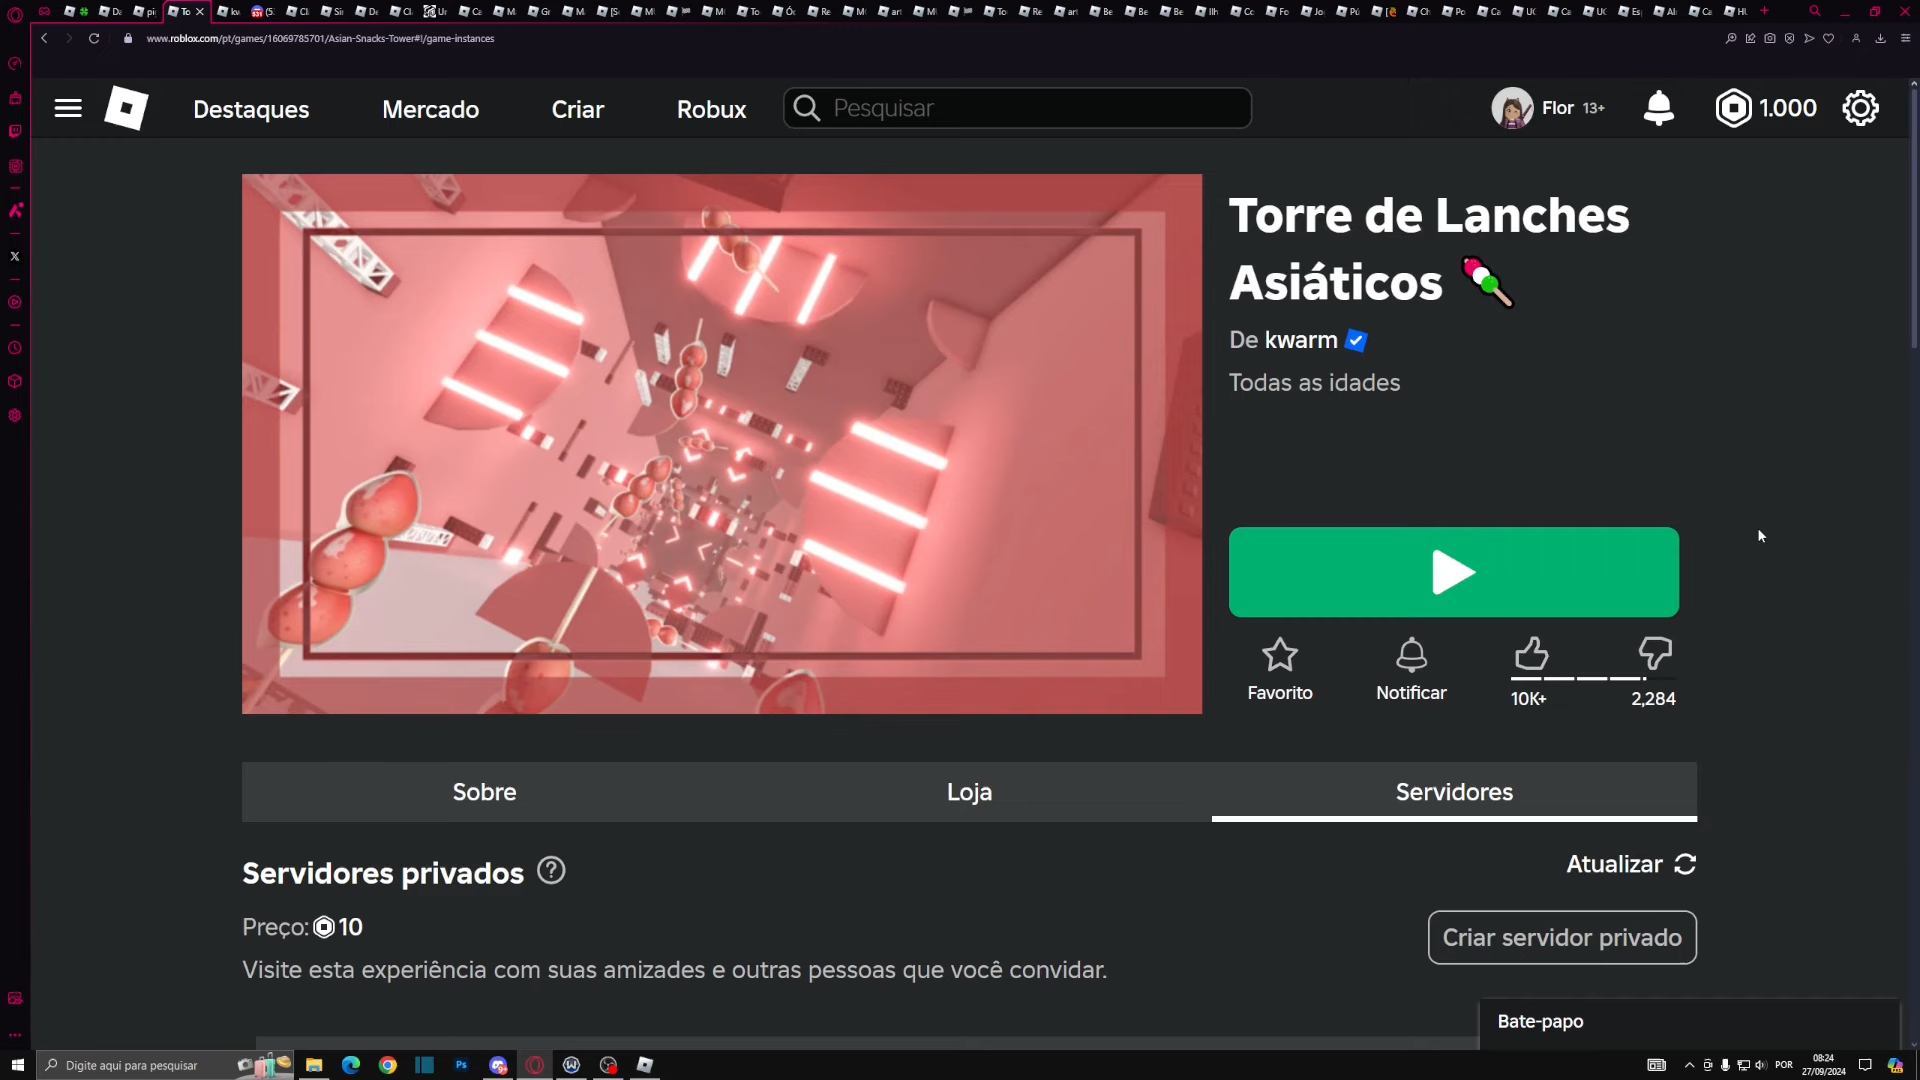 www.roblox.com/pt/games/16069785701/Asian-Snacks-Tower#!/game-instances
Destaques
Mercado
Criar
Robux
Pesquisar
Flor 13+
1.000
Torre de Lanches
Asiáticos
De kwarm
Todas as idades
Favorito
Notificar
10K+
2,284
Sobre
Loja
Servidores
Servidores privados
Atualizar
Preço: 10
Criar servidor privado
Visite esta experiência com suas amizades e outras pessoas que você convidar.
Bate-papo
Digite aqui para pesquisar
Ps
POR
08:24
27/09/2024